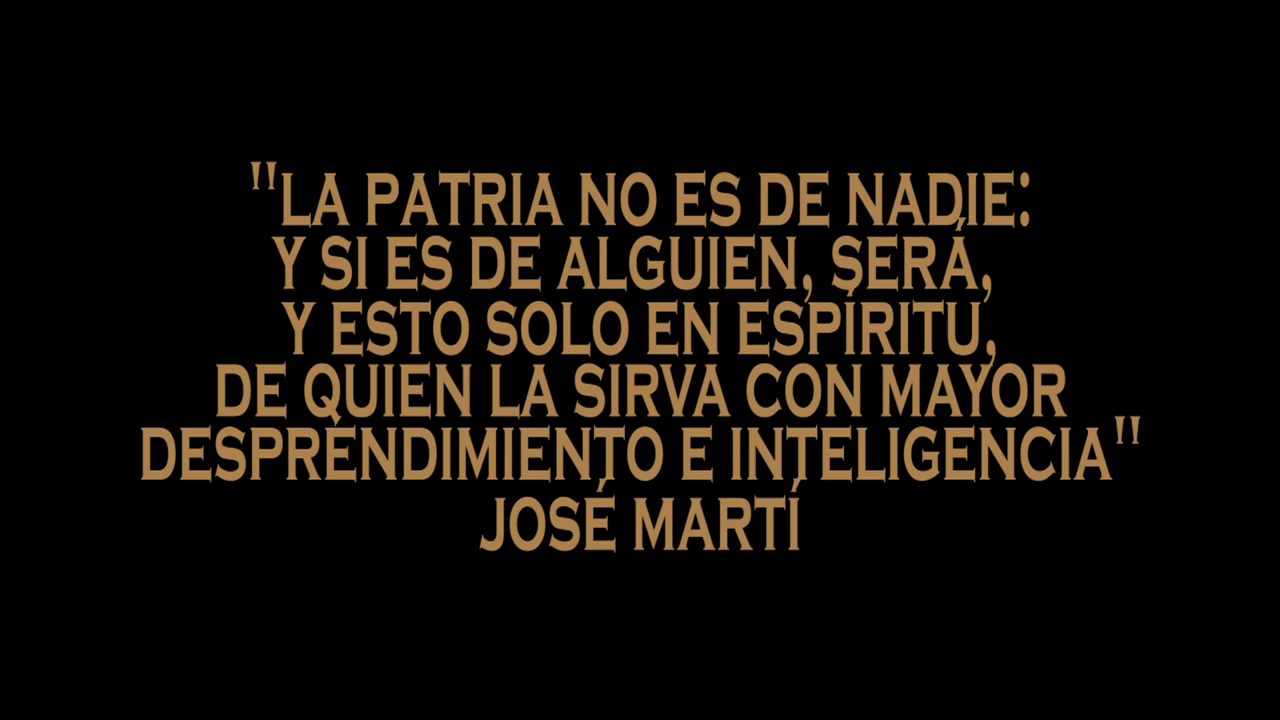 "LA PATRIA NO ES DE NADIE:
Y SI ES DE ALGUIEN, SERÁ,
Y ESTO SOLO EN ESPÍRITU,
DE QUIEN LA SIRVA CON MAYOR
DESPRENDIMIENTO E INTELIGENCIA"
JOSÉ MARTÍ